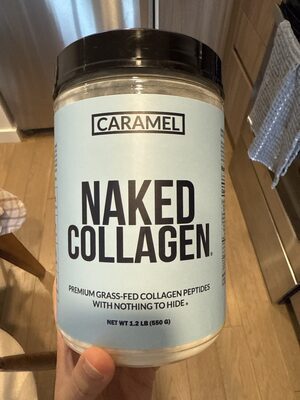 CARAMEL
NAKED
COLLAGEN®
PREMIUM GRASS-FED COLLAGEN PEPTIDES
WITH NOTHING TO HIDE®
NET WT 1.2 LB (550 G)